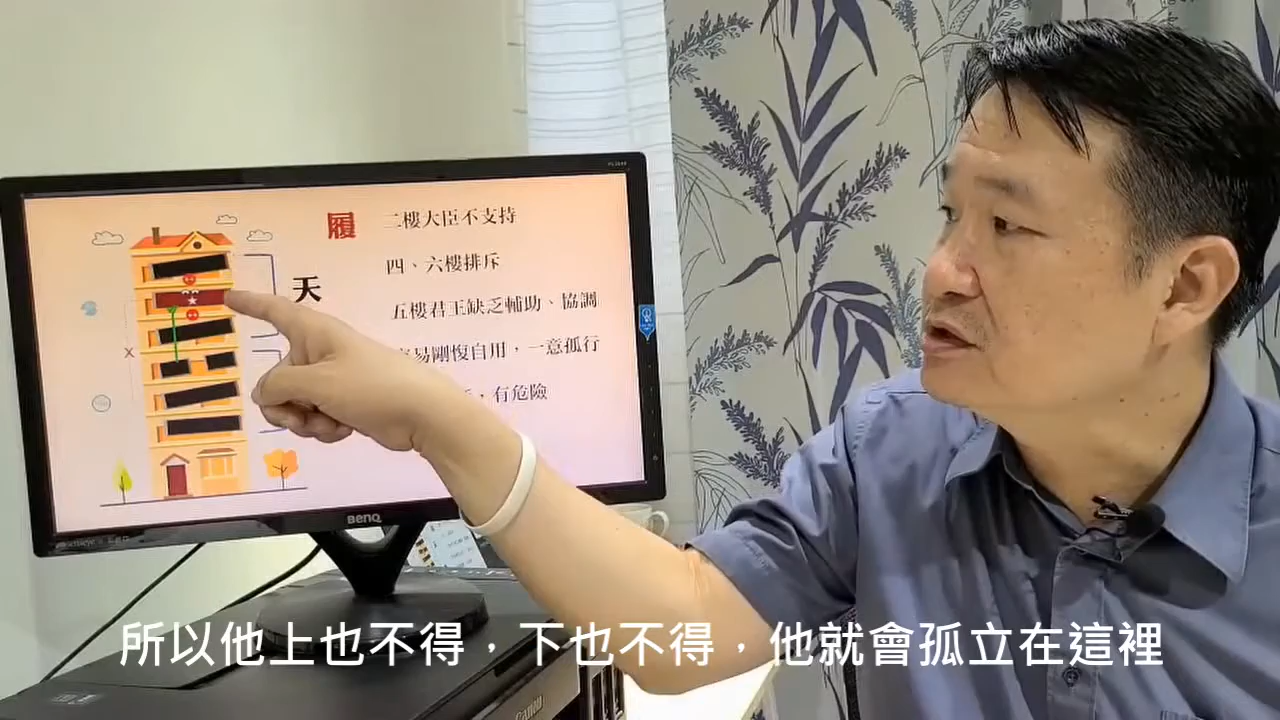 履
二樓大臣不支持
四、六樓排斥
天
五樓君王缺乏輔助、協調
易剛愎自用，一意孤行
，有危險
X
BENQ
Canon
所以他上也不得，下也不得，他就會孤立在這裡